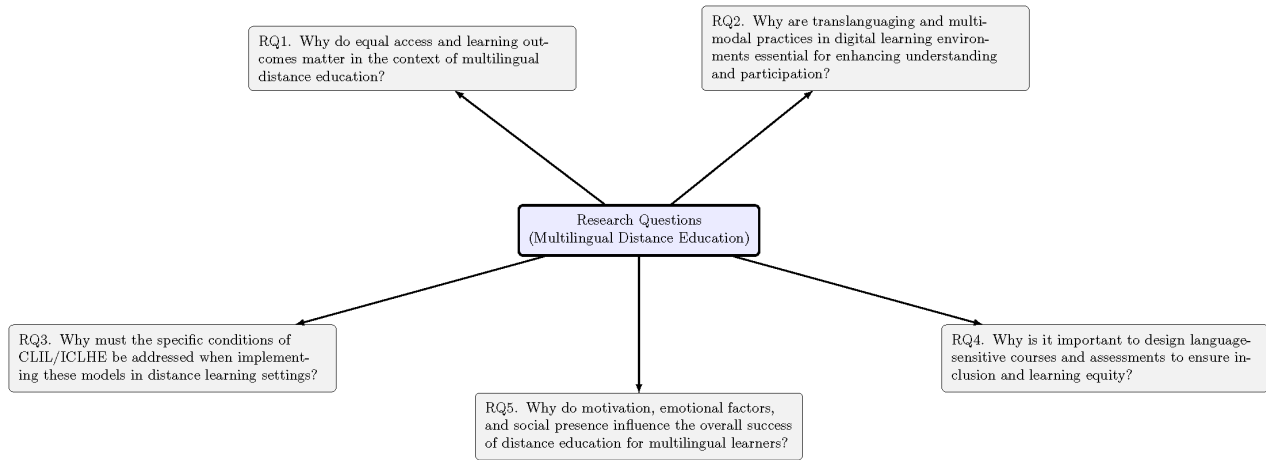 RQ1. Why do equal access and learning out-
comes matter in the context of multilingual
distance education?
RQ2. Why are translanguaging and multi-
modal practices in digital learning environ-
ments essential for enhancing understanding
and participation?
Research Questions
(Multilingual Distance Education)
RQ3. Why must the specific conditions of
CLIL/ICLHE be addressed when implement-
ing these models in distance learning settings?
RQ4. Why is it important to design language-
sensitive courses and assessments to ensure in-
clusion and learning equity?
RQ5. Why do motivation, emotional factors,
and social presence influence the overall success
of distance education for multilingual learners?